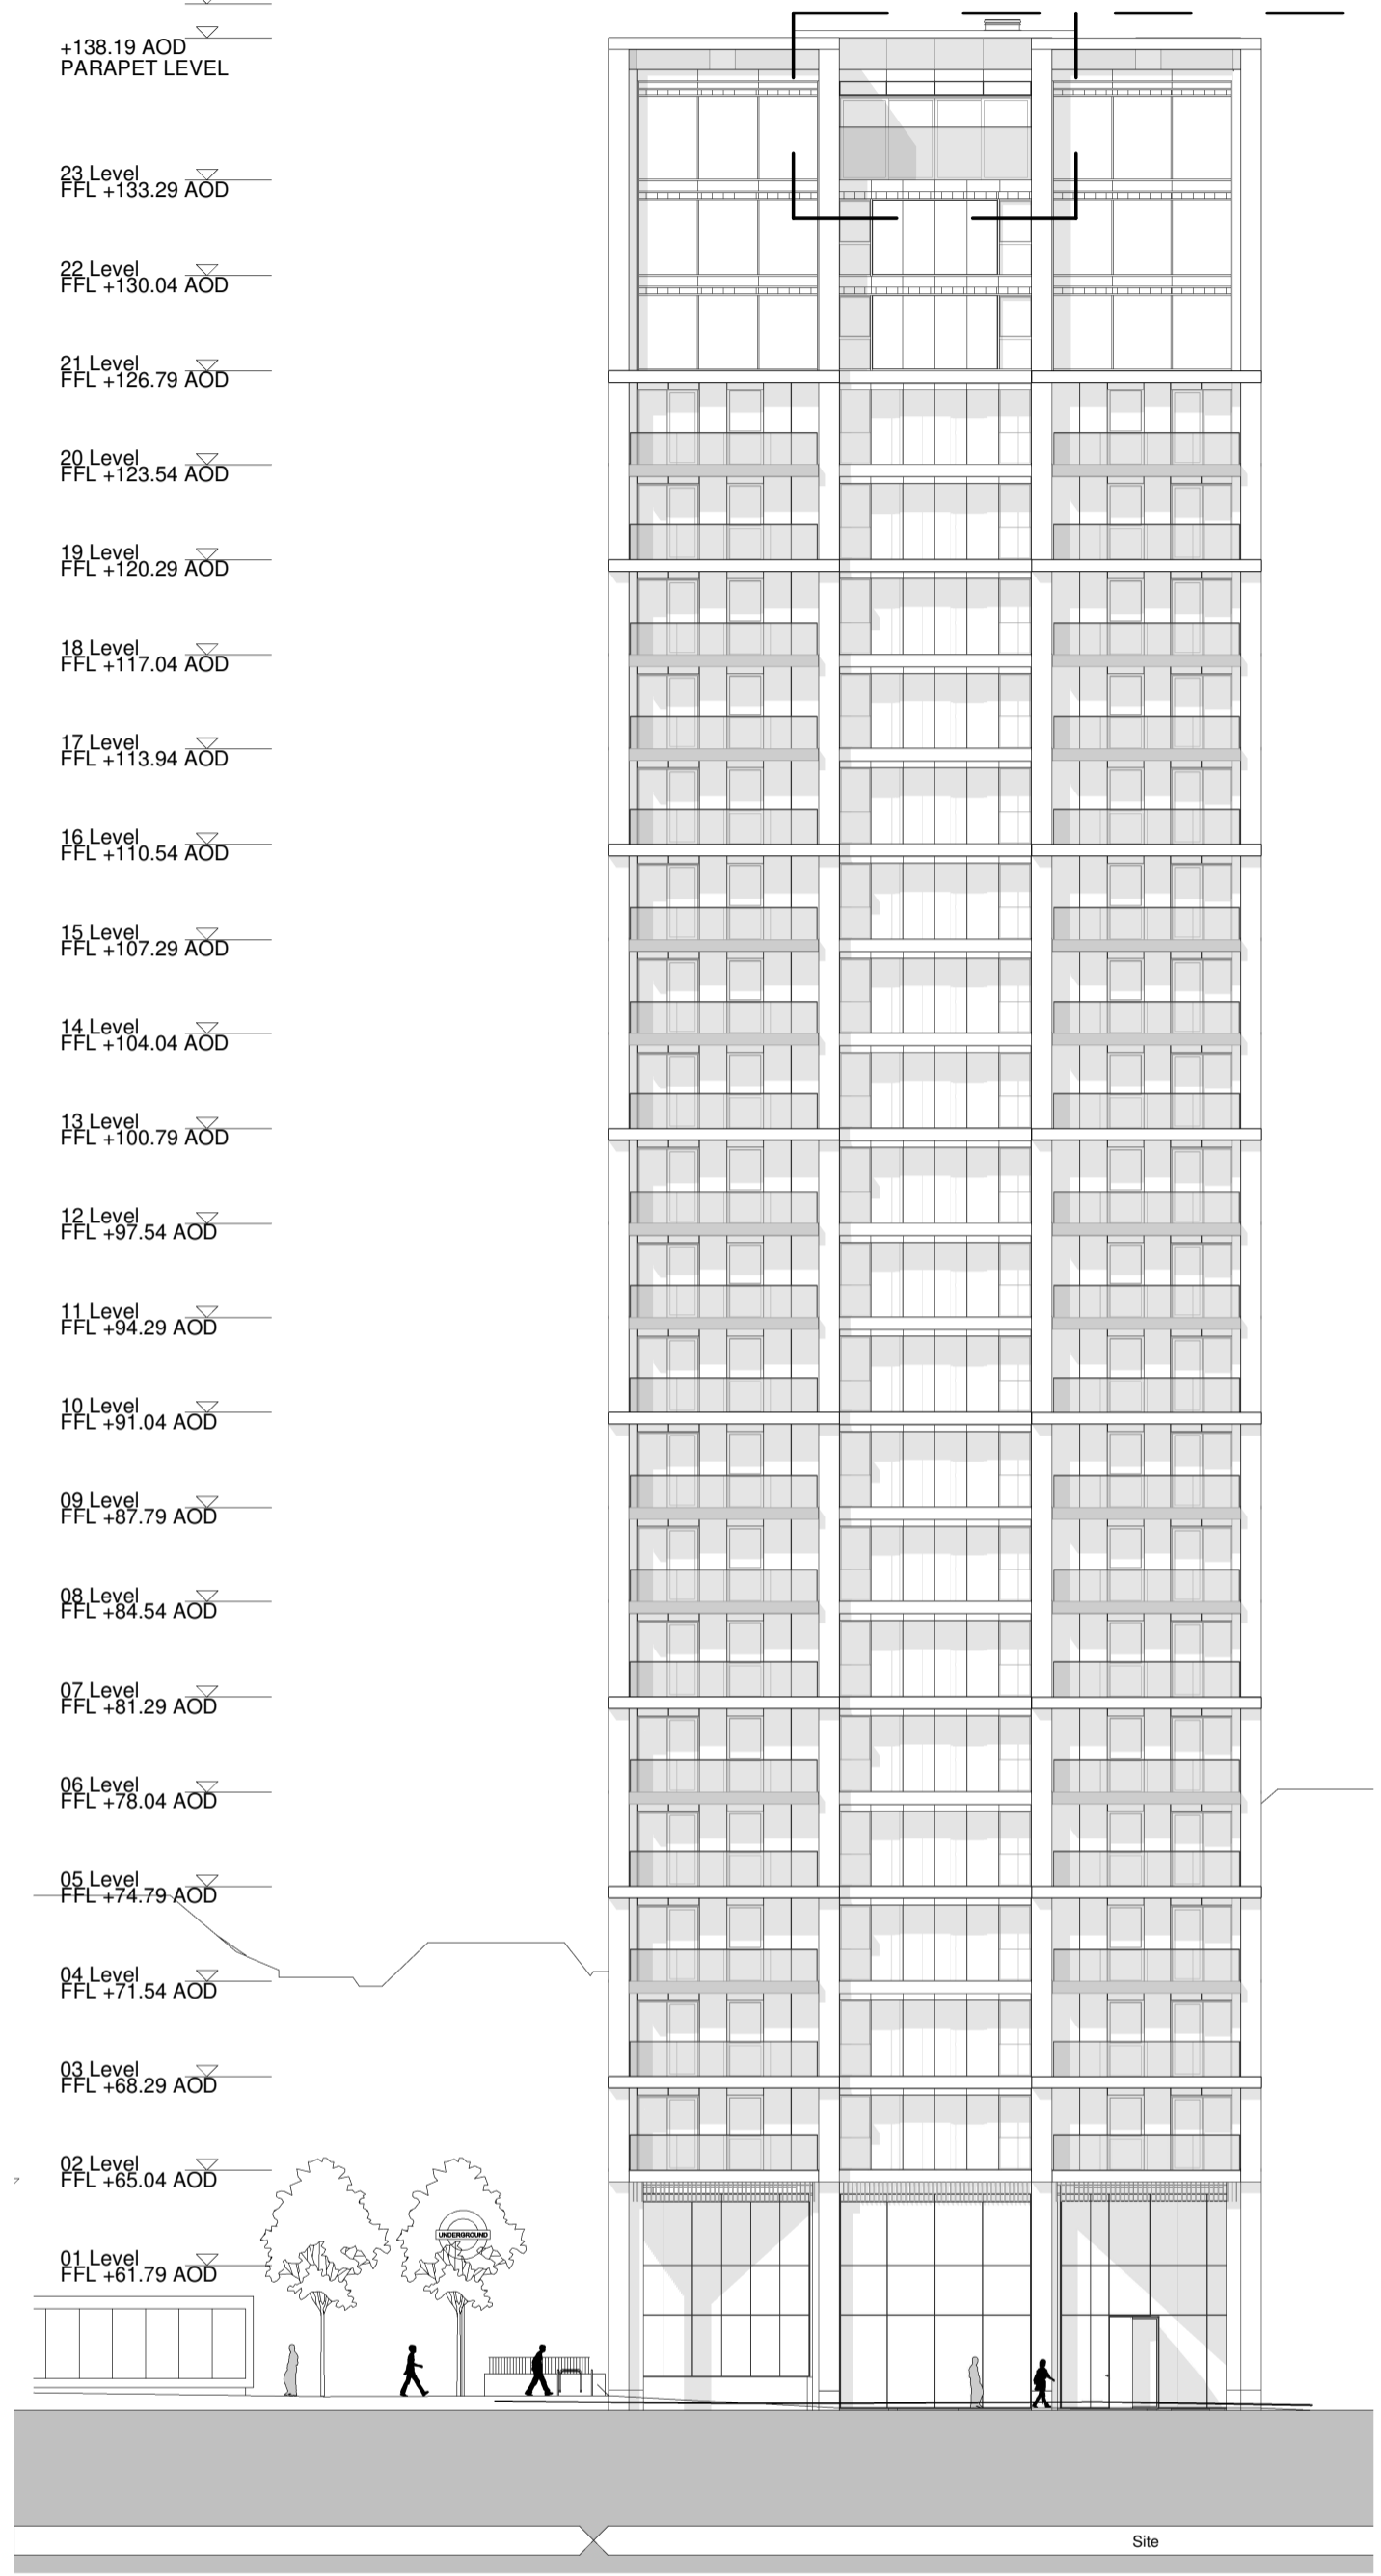 +138.19 AOD
PARAPET LEVEL
23 Level
FFL +133.29 AOD
22 Level
FFL +130.04 AOD
21 Level
FFL +126.79 AOD
20 Level
FFL +123.54 AOD
19 Level
FFL +120.29 AOD
18 Level
FFL +117.04 AOD
17 Level
FFL +113.94 AOD
16 Level
FFL +110.54 AOD
15 Level
FFL +107.29 AOD
14 Level
FFL +104.04 AOD
13 Level
FFL +100.79 AOD
12 Level
FFL +97.54 AOD
11 Level
FFL +94.29 AOD
10 Level
FFL +91.04 AOD
09 Level
FFL +87.79 AOD
08 Level
FFL +84.54 AOD
07 Level
FFL +81.29 AOD
06 Level
FFL +78.04 AOD
05 Level
FFL +74.79 AOD
04 Level
FFL +71.54 AOD
03 Level
FFL +68.29 AOD
02 Level
FFL +65.04 AOD
UNDERGROUND
01 Level
FFL +61.79 AOD
Site